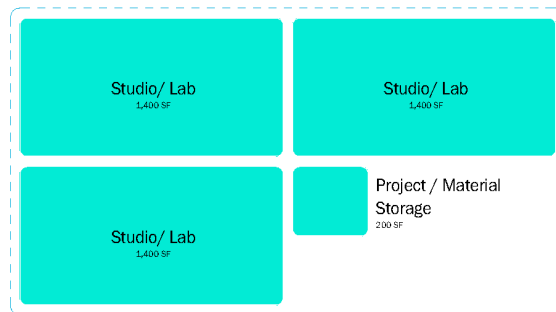 Studio/ Lab
1,400 SF
Studio/ Lab
1,400 SF
Studio/ Lab
1,400 SF
Project / Material
Storage
200 SF